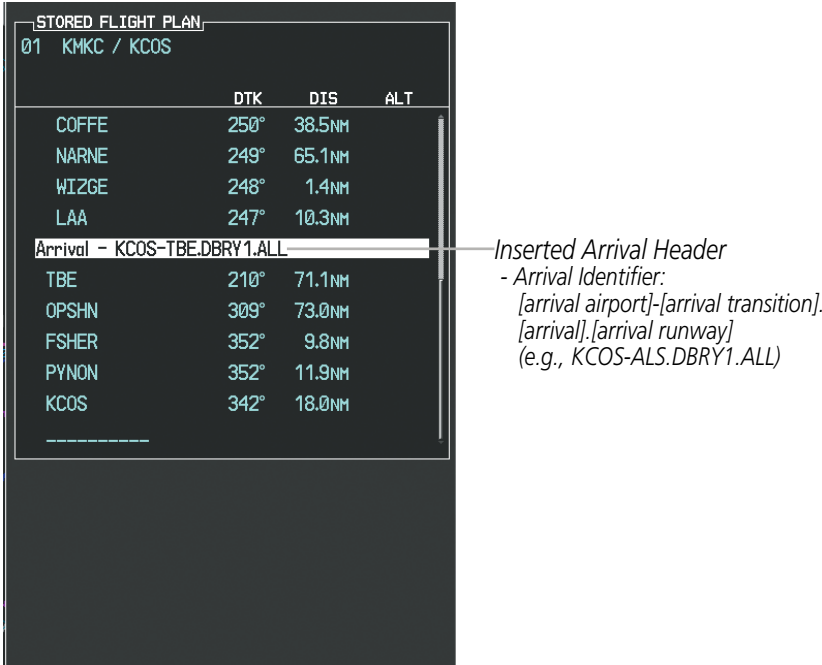 STORED FLIGHT PLAN
01 KMKC / KCOS
DTK DIS ALT
COFFE 250° 38.5NM
NARNE 249° 65.1NM
WIZGE 248° 1.4NM
LAA 247° 10.3NM
Arrival - KCOS-TBE.DBRY1.ALL
TBE 210° 71.1NM
OPSHN 309° 73.0NM
FSHER 352° 9.8NM
PYNON 352° 11.9NM
KCOS 342° 18.0NM
__________
Inserted Arrival Header
- Arrival Identifier:
[arrival airport]-[arrival transition].
[arrival].[arrival runway]
(e.g., KCOS-ALS.DBRY1.ALL)